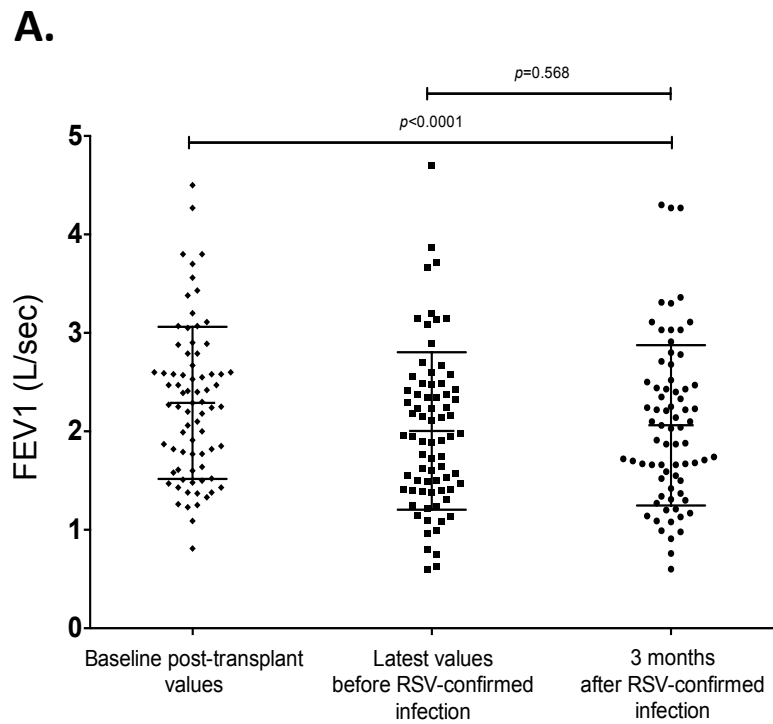 A.
p=0.568
p<0.0001
5
4
3
2
1
0
FEV1 (L/sec)
Baseline post-transplant
values
Latest values
before RSV-confirmed
infection
3 months
after RSV-confirmed
infection